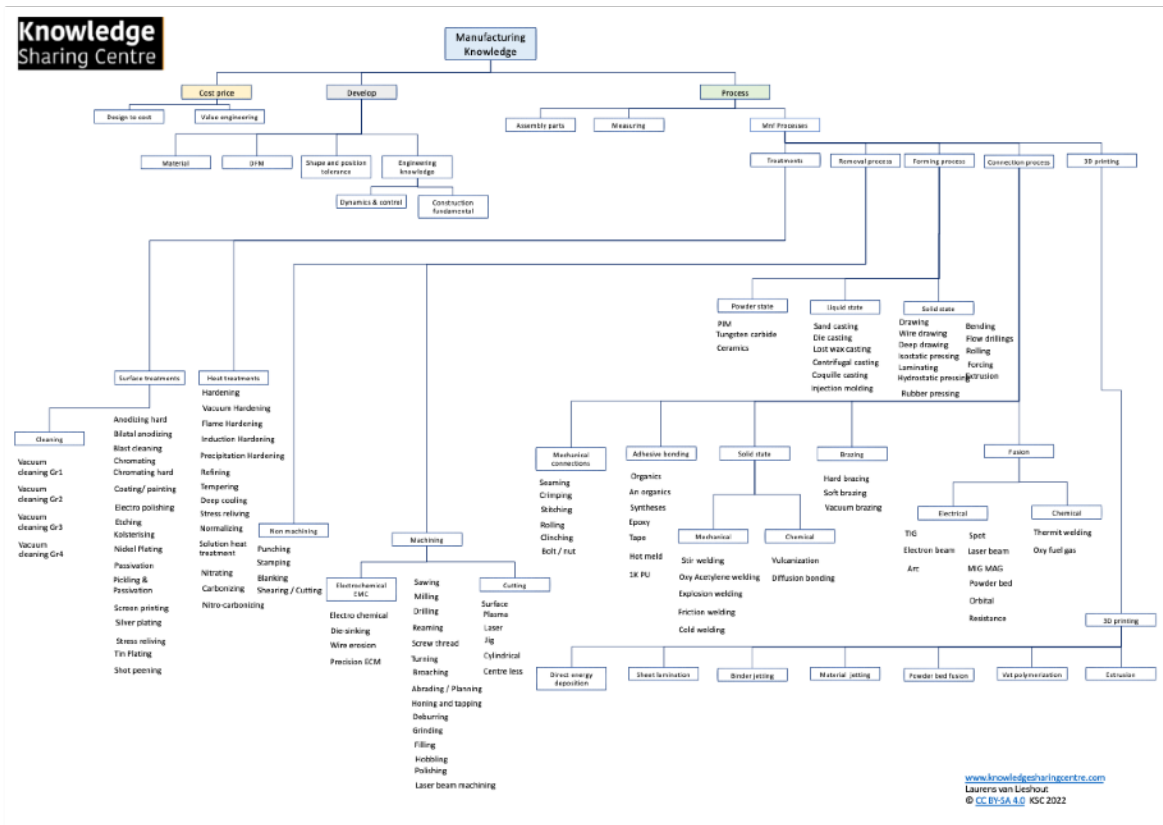 Knowledge
Sharing Centre
Manufacturing
Knowledge
Cost price
Develop
Process
Design to cost
Value engineering
Assembly parts
Measuring
Mnf Processes
Material
DFM
Shape and position
tolerance
Engineering
knowledge
Treatments
Removal process
Forming process
Connection process
3D printing
Dynamics & control
Construction
fundamental
Powder state
PIM
Tungsten carbide
Ceramics
Liquid state
Sand casting
Die casting
Lost wax casting
Centrifugal casting
Coquille casting
Injection molding
Solid state
Drawing
Wire drawing
Deep drawing
Isostatic pressing
Laminating
Hydrostatic pressing
Rubber pressing
Bending
Flow drillings
Rolling
Forcing
Extrusion
Surface treatments
Heat treatments
Cleaning
Vacuum
cleaning Gr1
Vacuum
cleaning Gr2
Vacuum
cleaning Gr3
Vacuum
cleaning Gr4
Anodizing hard
Bilatal anodizing
Blast cleaning
Chromating
Chromating hard
Coating/ painting
Electro polishing
Etching
Kolsterising
Nickel Plating
Passivation
Pickling &
Passivation
Screen printing
Silver plating
Stress reliving
Tin Plating
Shot peening
Hardening
Vacuum Hardening
Flame Hardening
Induction Hardening
Precipitation Hardening
Refining
Tempering
Deep cooling
Stress reliving
Normalizing
Solution heat
treatment
Nitrating
Carbonizing
Nitro-carbonizing
Non machining
Punching
Stamping
Blanking
Shearing / Cutting
Machining
Electrochemical
EMC
Electro chemical
Die-sinking
Wire erosion
Precision ECM
Sawing
Milling
Drilling
Reaming
Screw thread
Turning
Broaching
Abrading / Planning
Honing and tapping
Deburring
Grinding
Filling
Hobbling
Polishing
Laser beam machining
Cutting
Surface
Plasma
Laser
Jig
Cylindrical
Centre less
Mechanical
connections
Seaming
Crimping
Stitching
Rolling
Clinching
Bolt / nut
Adhesive bonding
Organics
An organics
Syntheses
Epoxy
Tape
Hot meld
1K PU
Solid state
Mechanical
Stir welding
Oxy Acetylene welding
Explosion welding
Friction welding
Cold welding
Chemical
Vulcanization
Diffusion bonding
Brazing
Hard brazing
Soft brazing
Vacuum brazing
Fusion
Electrical
TIG
Electron beam
Arc
Spot
Laser beam
MIG MAG
Powder bed
Orbital
Resistance
Chemical
Thermit welding
Oxy fuel gas
3D printing
Direct energy
deposition
Sheet lamination
Binder jetting
Material jetting
Powder bed fusion
Vat polymerization
Extrusion
www.knowledgesharingcentre.com
Laurens van Lieshout
© CC BY-SA 4.0 KSC 2022